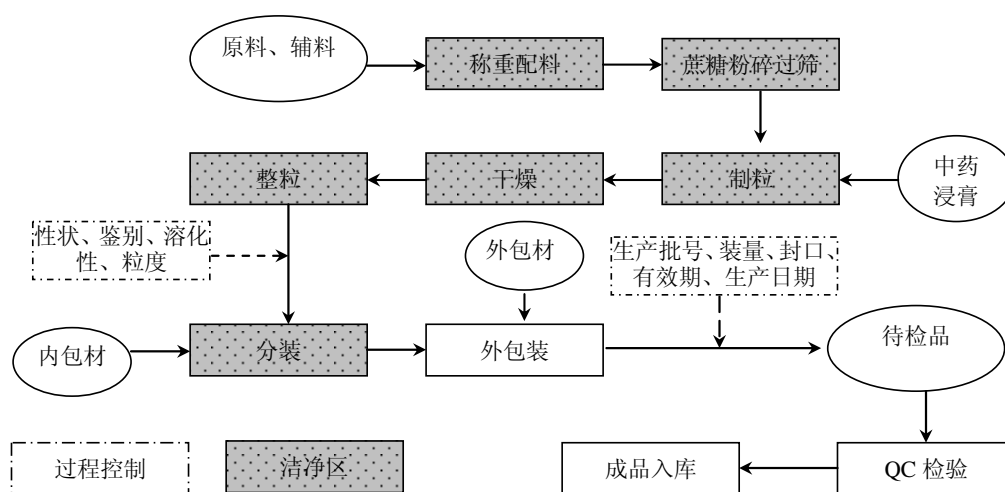 原料、辅料
称重配料
蔗糖粉碎过筛
整粒
干燥
制粒
中药
浸膏
性状、鉴别、溶化
性、粒度
外包材
生产批号、装量、封口、
有效期、生产日期
内包材
分装
外包装
待检品
过程控制
洁净区
成品入库
QC 检验